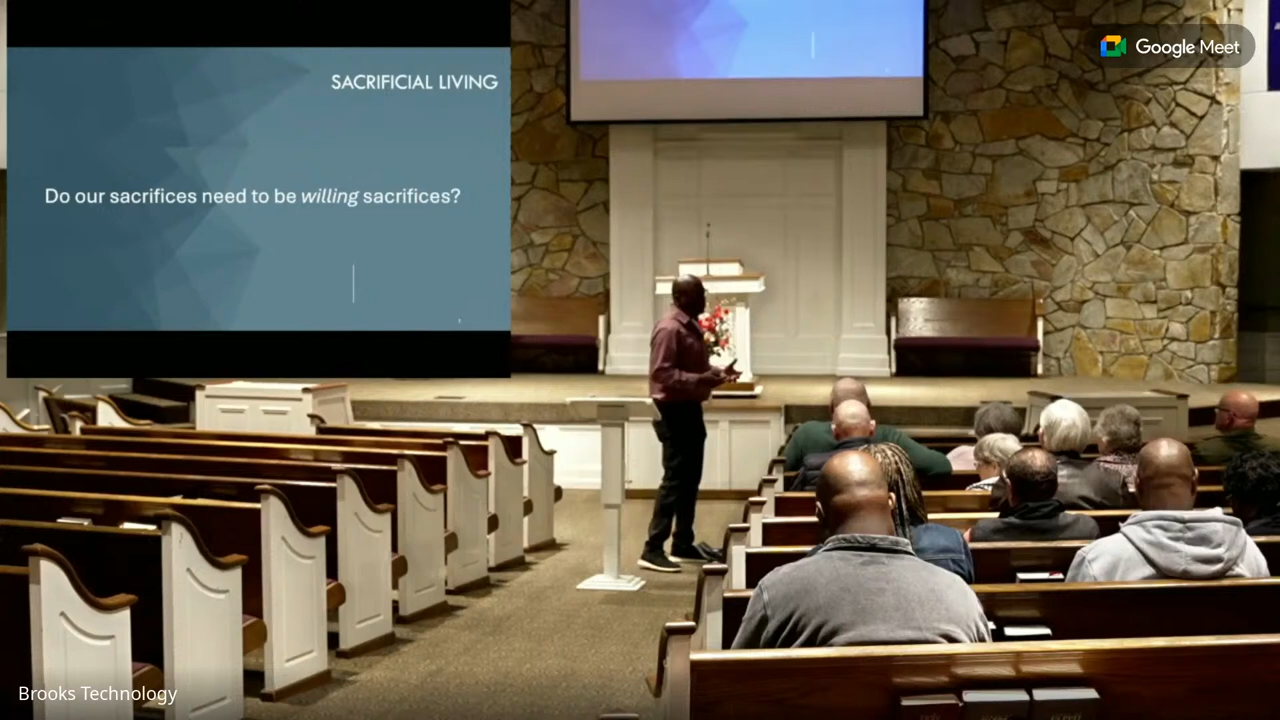 SACRIFICIAL LIVING
Google Meet
Do our sacrifices need to be willing sacrifices?
Brooks Technology